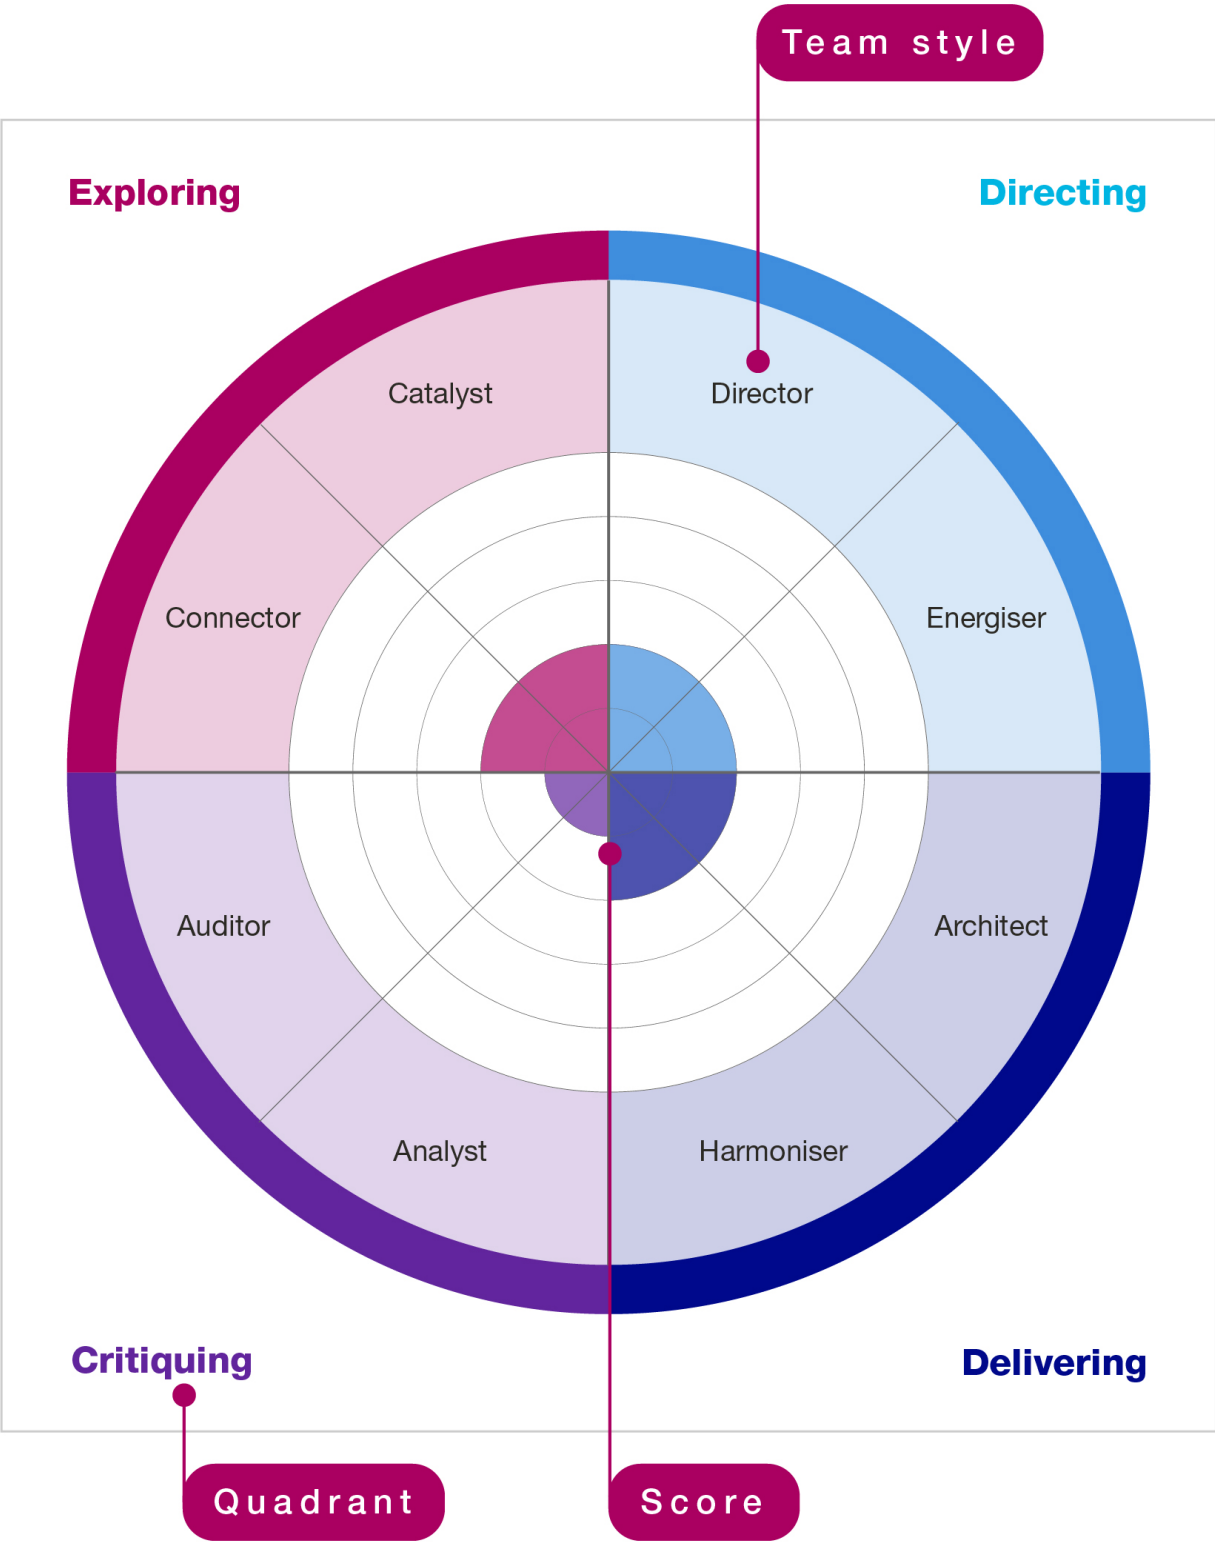 Team style
Exploring
Directing
Catalyst
Director
Connector
Energiser
Auditor
Architect
Analyst
Harmoniser
Critiquing
Delivering
Quadrant
Score